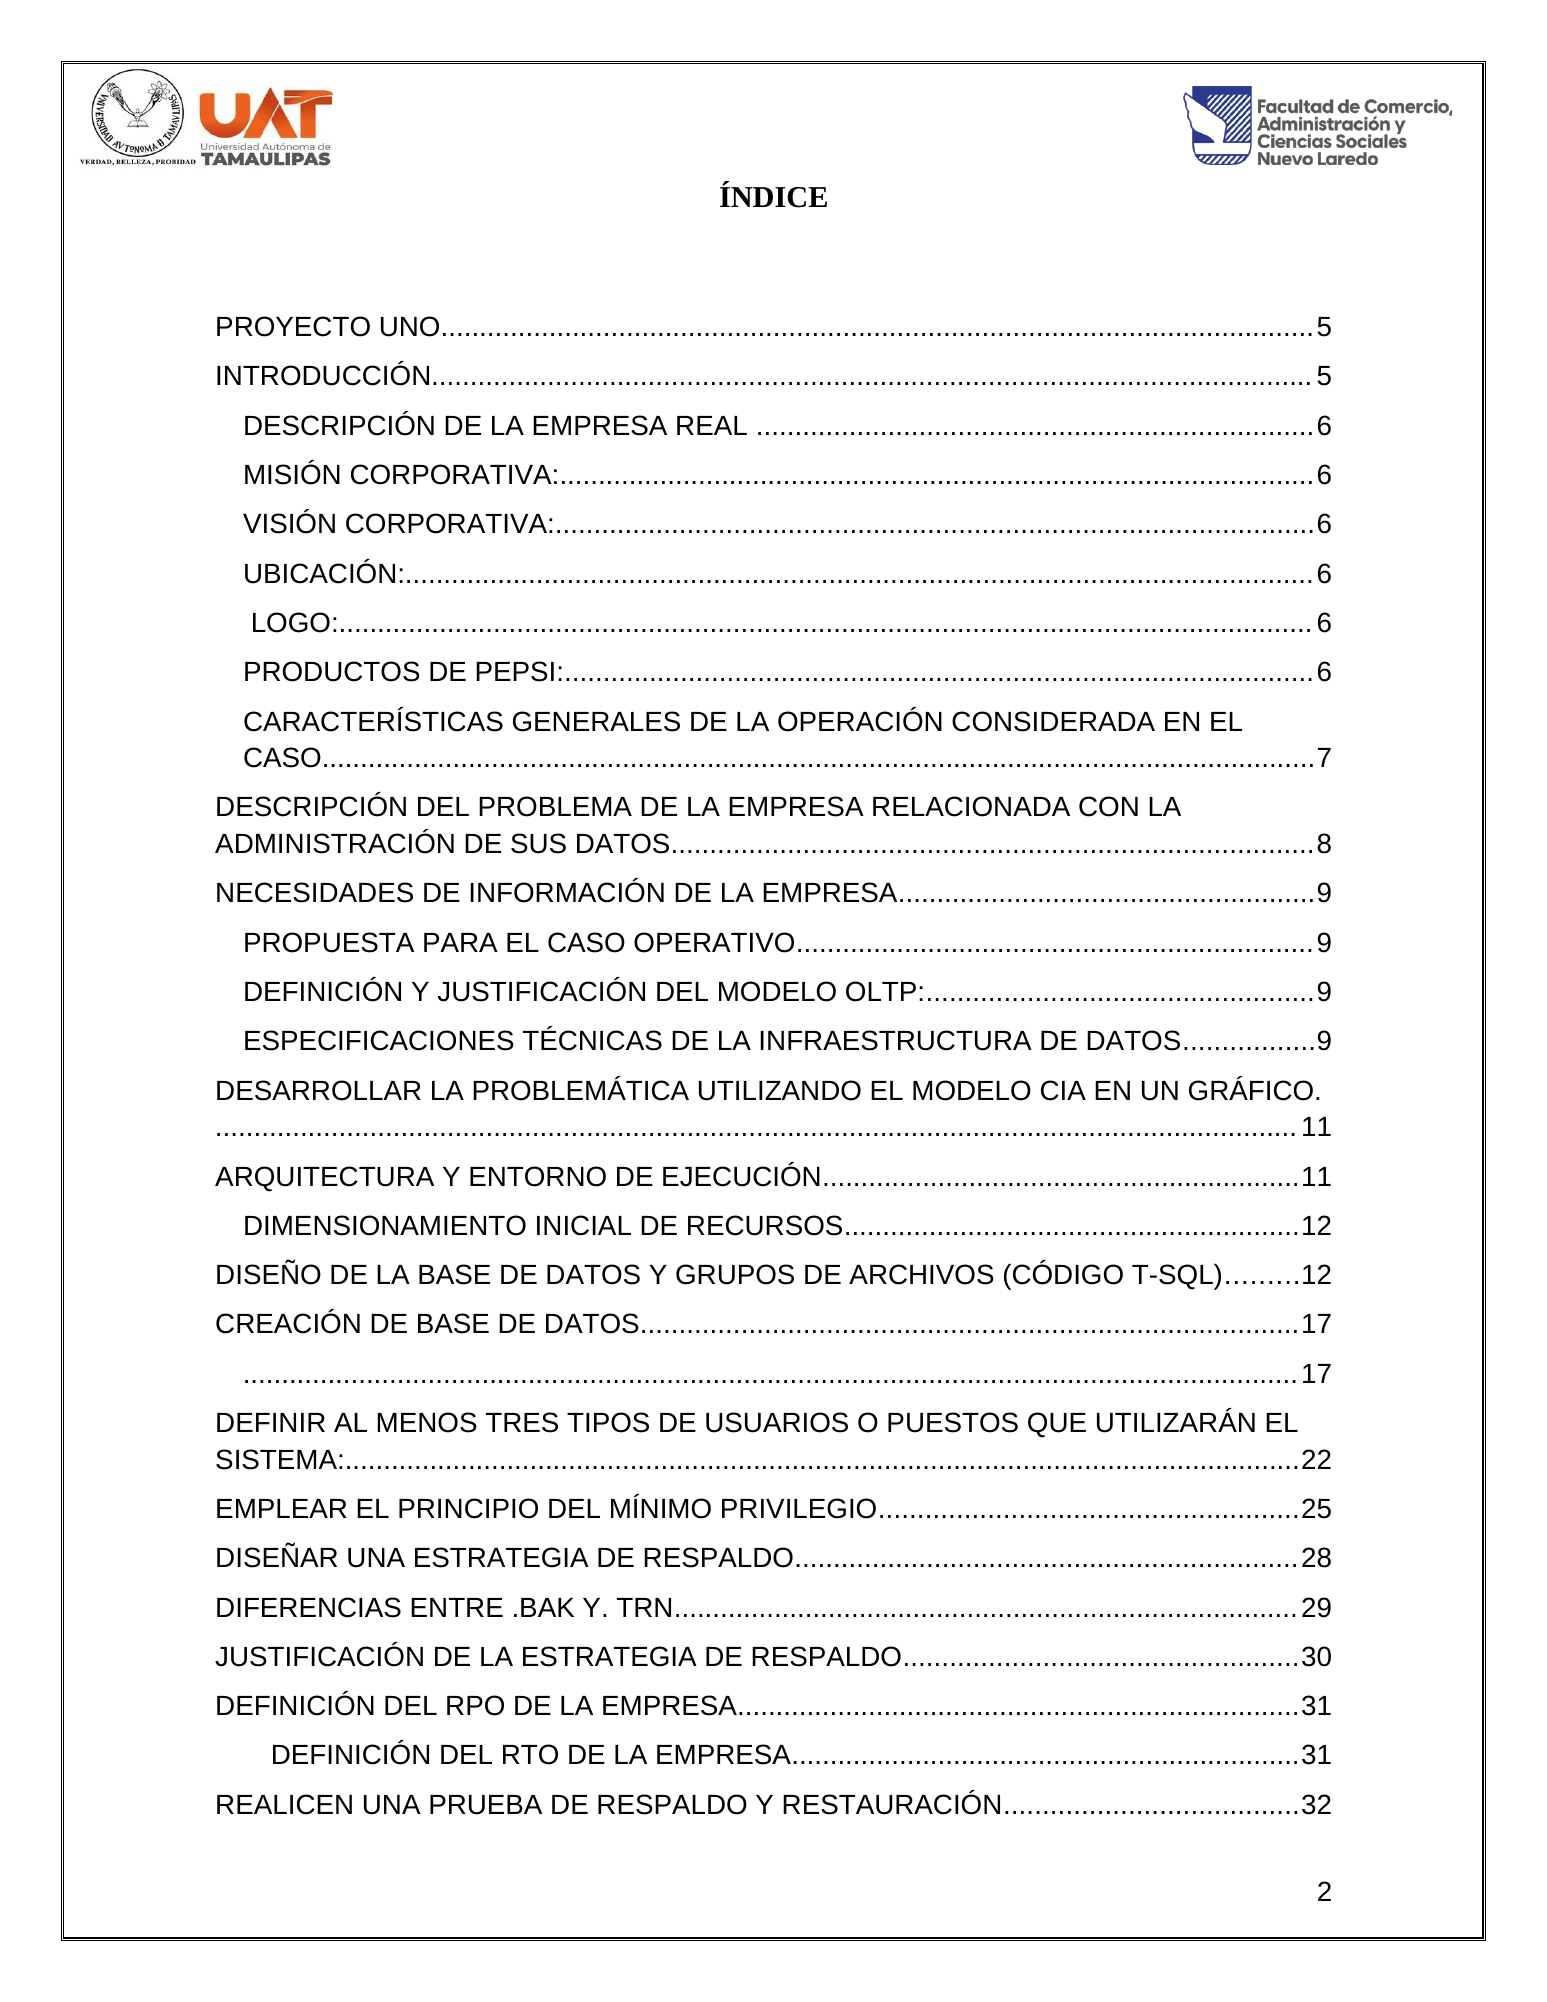 UNIVERSIDAD AUTONOMA DE TAMAULIPAS
VERDAD, BELLEZA, PROBIDAD
UAT
Universidad Autónoma de
TAMAULIPAS
Facultad de Comercio,
Administración y
Ciencias Sociales
Nuevo Laredo
ÍNDICE
PROYECTO UNO........5
INTRODUCCIÓN........5
DESCRIPCIÓN DE LA EMPRESA REAL ........6
MISIÓN CORPORATIVA:........6
VISIÓN CORPORATIVA:........6
UBICACIÓN:........6
LOGO:........6
PRODUCTOS DE PEPSI:........6
CARACTERÍSTICAS GENERALES DE LA OPERACIÓN CONSIDERADA EN EL
CASO........7
DESCRIPCIÓN DEL PROBLEMA DE LA EMPRESA RELACIONADA CON LA
ADMINISTRACIÓN DE SUS DATOS........8
NECESIDADES DE INFORMACIÓN DE LA EMPRESA........9
PROPUESTA PARA EL CASO OPERATIVO........9
DEFINICIÓN Y JUSTIFICACIÓN DEL MODELO OLTP:........9
ESPECIFICACIONES TÉCNICAS DE LA INFRAESTRUCTURA DE DATOS........9
DESARROLLAR LA PROBLEMÁTICA UTILIZANDO EL MODELO CIA EN UN GRÁFICO.
........11
ARQUITECTURA Y ENTORNO DE EJECUCIÓN........11
DIMENSIONAMIENTO INICIAL DE RECURSOS........12
DISEÑO DE LA BASE DE DATOS Y GRUPOS DE ARCHIVOS (CÓDIGO T-SQL)........12
CREACIÓN DE BASE DE DATOS........17
........17
DEFINIR AL MENOS TRES TIPOS DE USUARIOS O PUESTOS QUE UTILIZARÁN EL
SISTEMA:........22
EMPLEAR EL PRINCIPIO DEL MÍNIMO PRIVILEGIO........25
DISEÑAR UNA ESTRATEGIA DE RESPALDO........28
DIFERENCIAS ENTRE .BAK Y. TRN........29
JUSTIFICACIÓN DE LA ESTRATEGIA DE RESPALDO........30
DEFINICIÓN DEL RPO DE LA EMPRESA........31
DEFINICIÓN DEL RTO DE LA EMPRESA........31
REALICEN UNA PRUEBA DE RESPALDO Y RESTAURACIÓN........32
2